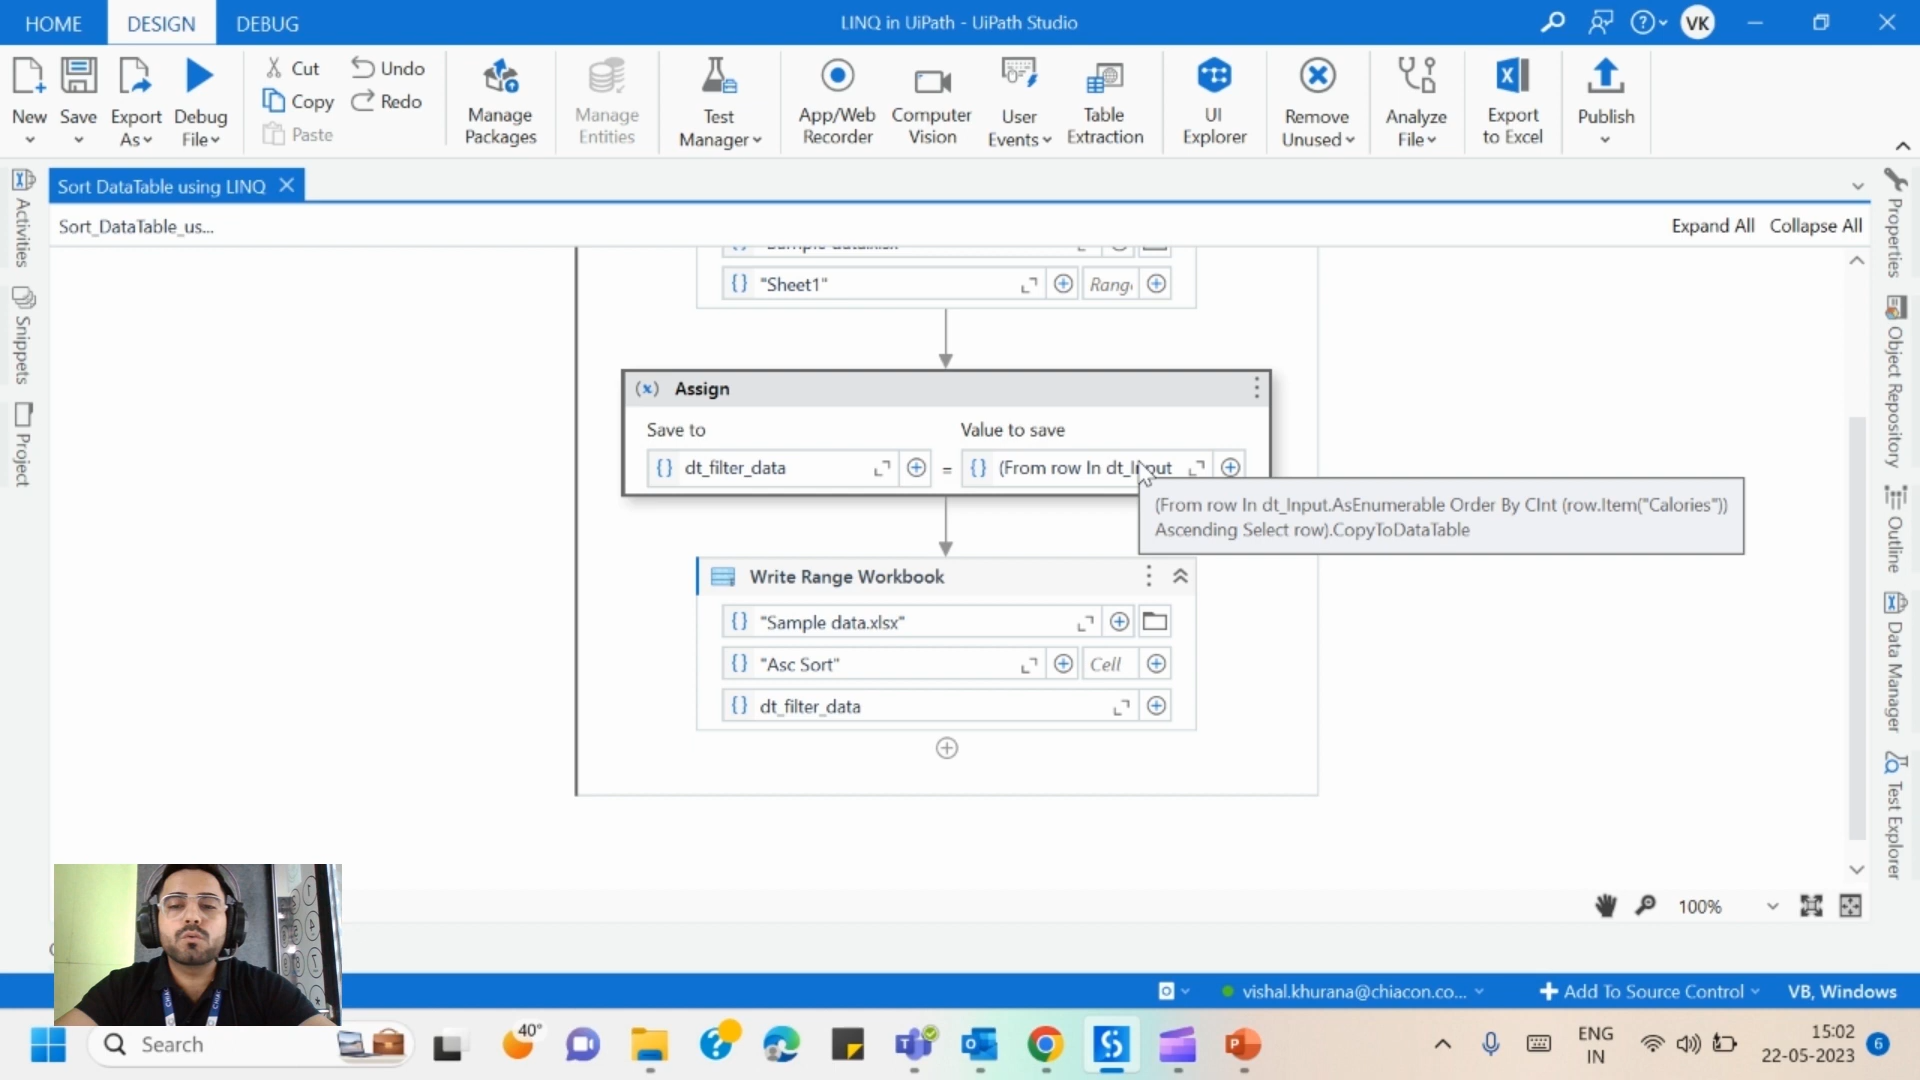 HOME DESIGN DEBUG LINQ in UiPath - UiPath Studio VK
New Save Export As Debug File
Cut Undo
Copy Redo
Paste
Manage Packages
Manage Entities
Test Manager
App/Web Recorder
Computer Vision
User Events
Table Extraction
UI Explorer
Remove Unused
Analyze File
Export to Excel
Publish
Sort DataTable using LINQ
Sort_DataTable_us...
Expand All Collapse All
Activities
Snippets
Project
"Sheet1"
Assign
Save to Value to save
dt_filter_data = (From row In dt_Input
(From row In dt_Input.AsEnumerable Order By CInt (row.Item("Calories"))
Ascending Select row).CopyToDataTable
Write Range Workbook
"Sample data.xlsx"
"Asc Sort" Cell
dt_filter_data
Properties
Object Repository
Outline
Data Manager
Test Explorer
100%
vishal.khurana@chiacon.co... Add To Source Control VB, Windows
Search
40°
ENG
IN
15:02
22-05-2023
6